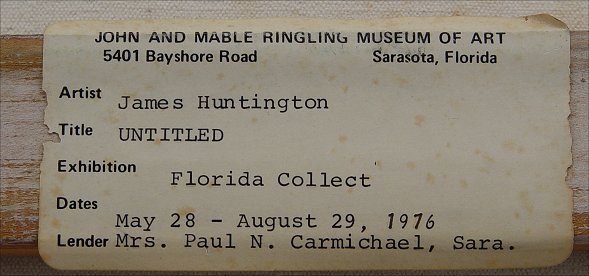 JOHN AND MABLE RINGLING MUSEUM OF ART
5401 Bayshore Road Sarasota, Florida
Artist James Huntington
Title UNTITLED
Exhibition Florida Collect
Dates May 28 - August 29, 1976
Lender Mrs. Paul N. Carmichael, Sara.